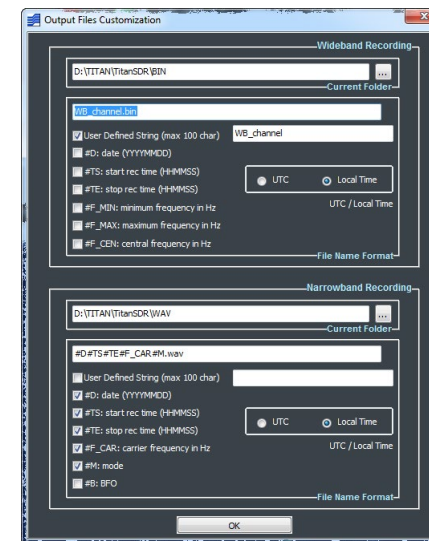 Output Files Customization
Wideband Recording
D:\TITAN\TitanSDR\BIN
...
Current Folder
WB_channel.bin
User Defined String (max 100 char)
WB_channel
#D: date (YYYYMMDD)
#TS: start rec time (HHMMSS)
#TE: stop rec time (HHMMSS)
UTC
Local Time
UTC / Local Time
#F_MIN: minimum frequency in Hz
#F_MAX: maximum frequency in Hz
#F_CEN: central frequency in Hz
File Name Format
Narrowband Recording
D:\TITAN\TitanSDR\WAV
...
Current Folder
#D#TS#TE#F_CAR#M.wav
User Defined String (max 100 char)
#D: date (YYYYMMDD)
#TS: start rec time (HHMMSS)
#TE: stop rec time (HHMMSS)
UTC
Local Time
UTC / Local Time
#F_CAR: carrier frequency in Hz
#M: mode
#B: BFO
File Name Format
OK